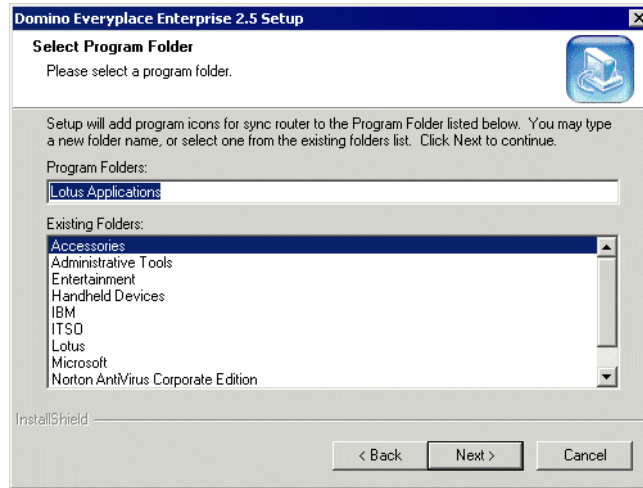 Domino Everyplace Enterprise 2.5 Setup
Select Program Folder
Please select a program folder.
Setup will add program icons for sync router to the Program Folder listed below. You may type
a new folder name, or select one from the existing folders list. Click Next to continue.
Program Folders:
Lotus Applications
Existing Folders:
Accessories
Administrative Tools
Entertainment
Handheld Devices
IBM
ITSO
Lotus
Microsoft
Norton AntiVirus Corporate Edition
InstallShield
< Back
Next >
Cancel